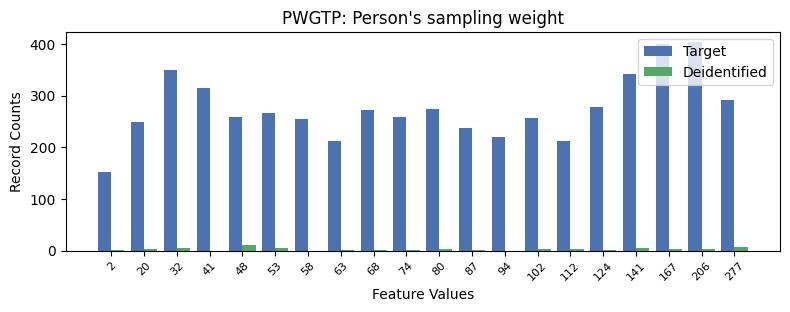 PWGTP: Person's sampling weight
400
300
200
100
0
Record Counts
Target
Deidentified
2 20 32 41 48 53 58 63 68 74 80 87 94 102 112 124 141 167 206 277
Feature Values